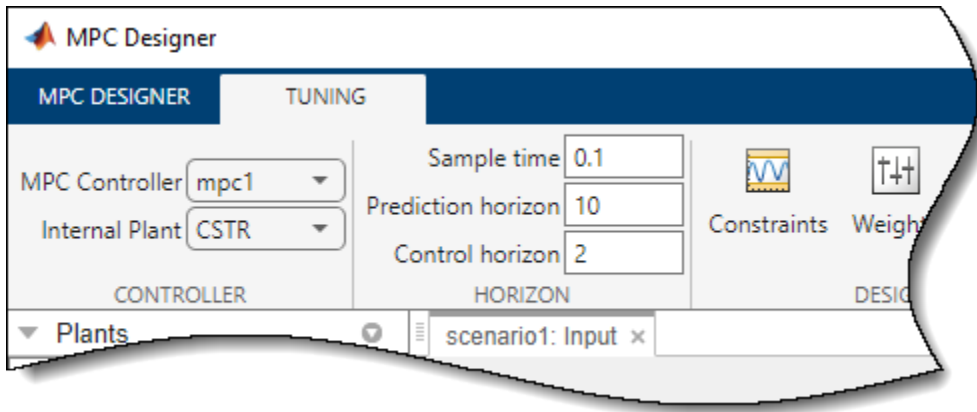 MPC Designer
MPC DESIGNER TUNING
MPC Controller mpc1
Internal Plant CSTR
CONTROLLER
Sample time 0.1
Prediction horizon 10
Control horizon 2
HORIZON
Constraints
Plants
scenario1: Input ×